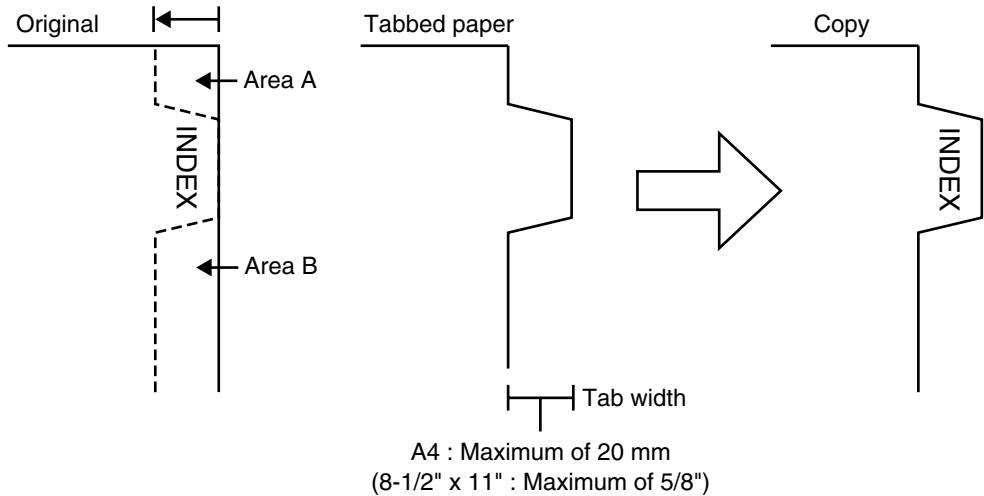 Original
Area A
INDEX
Area B
Tabbed paper
Tab width
A4 : Maximum of 20 mm
(8-1/2" x 11" : Maximum of 5/8")
Copy
INDEX